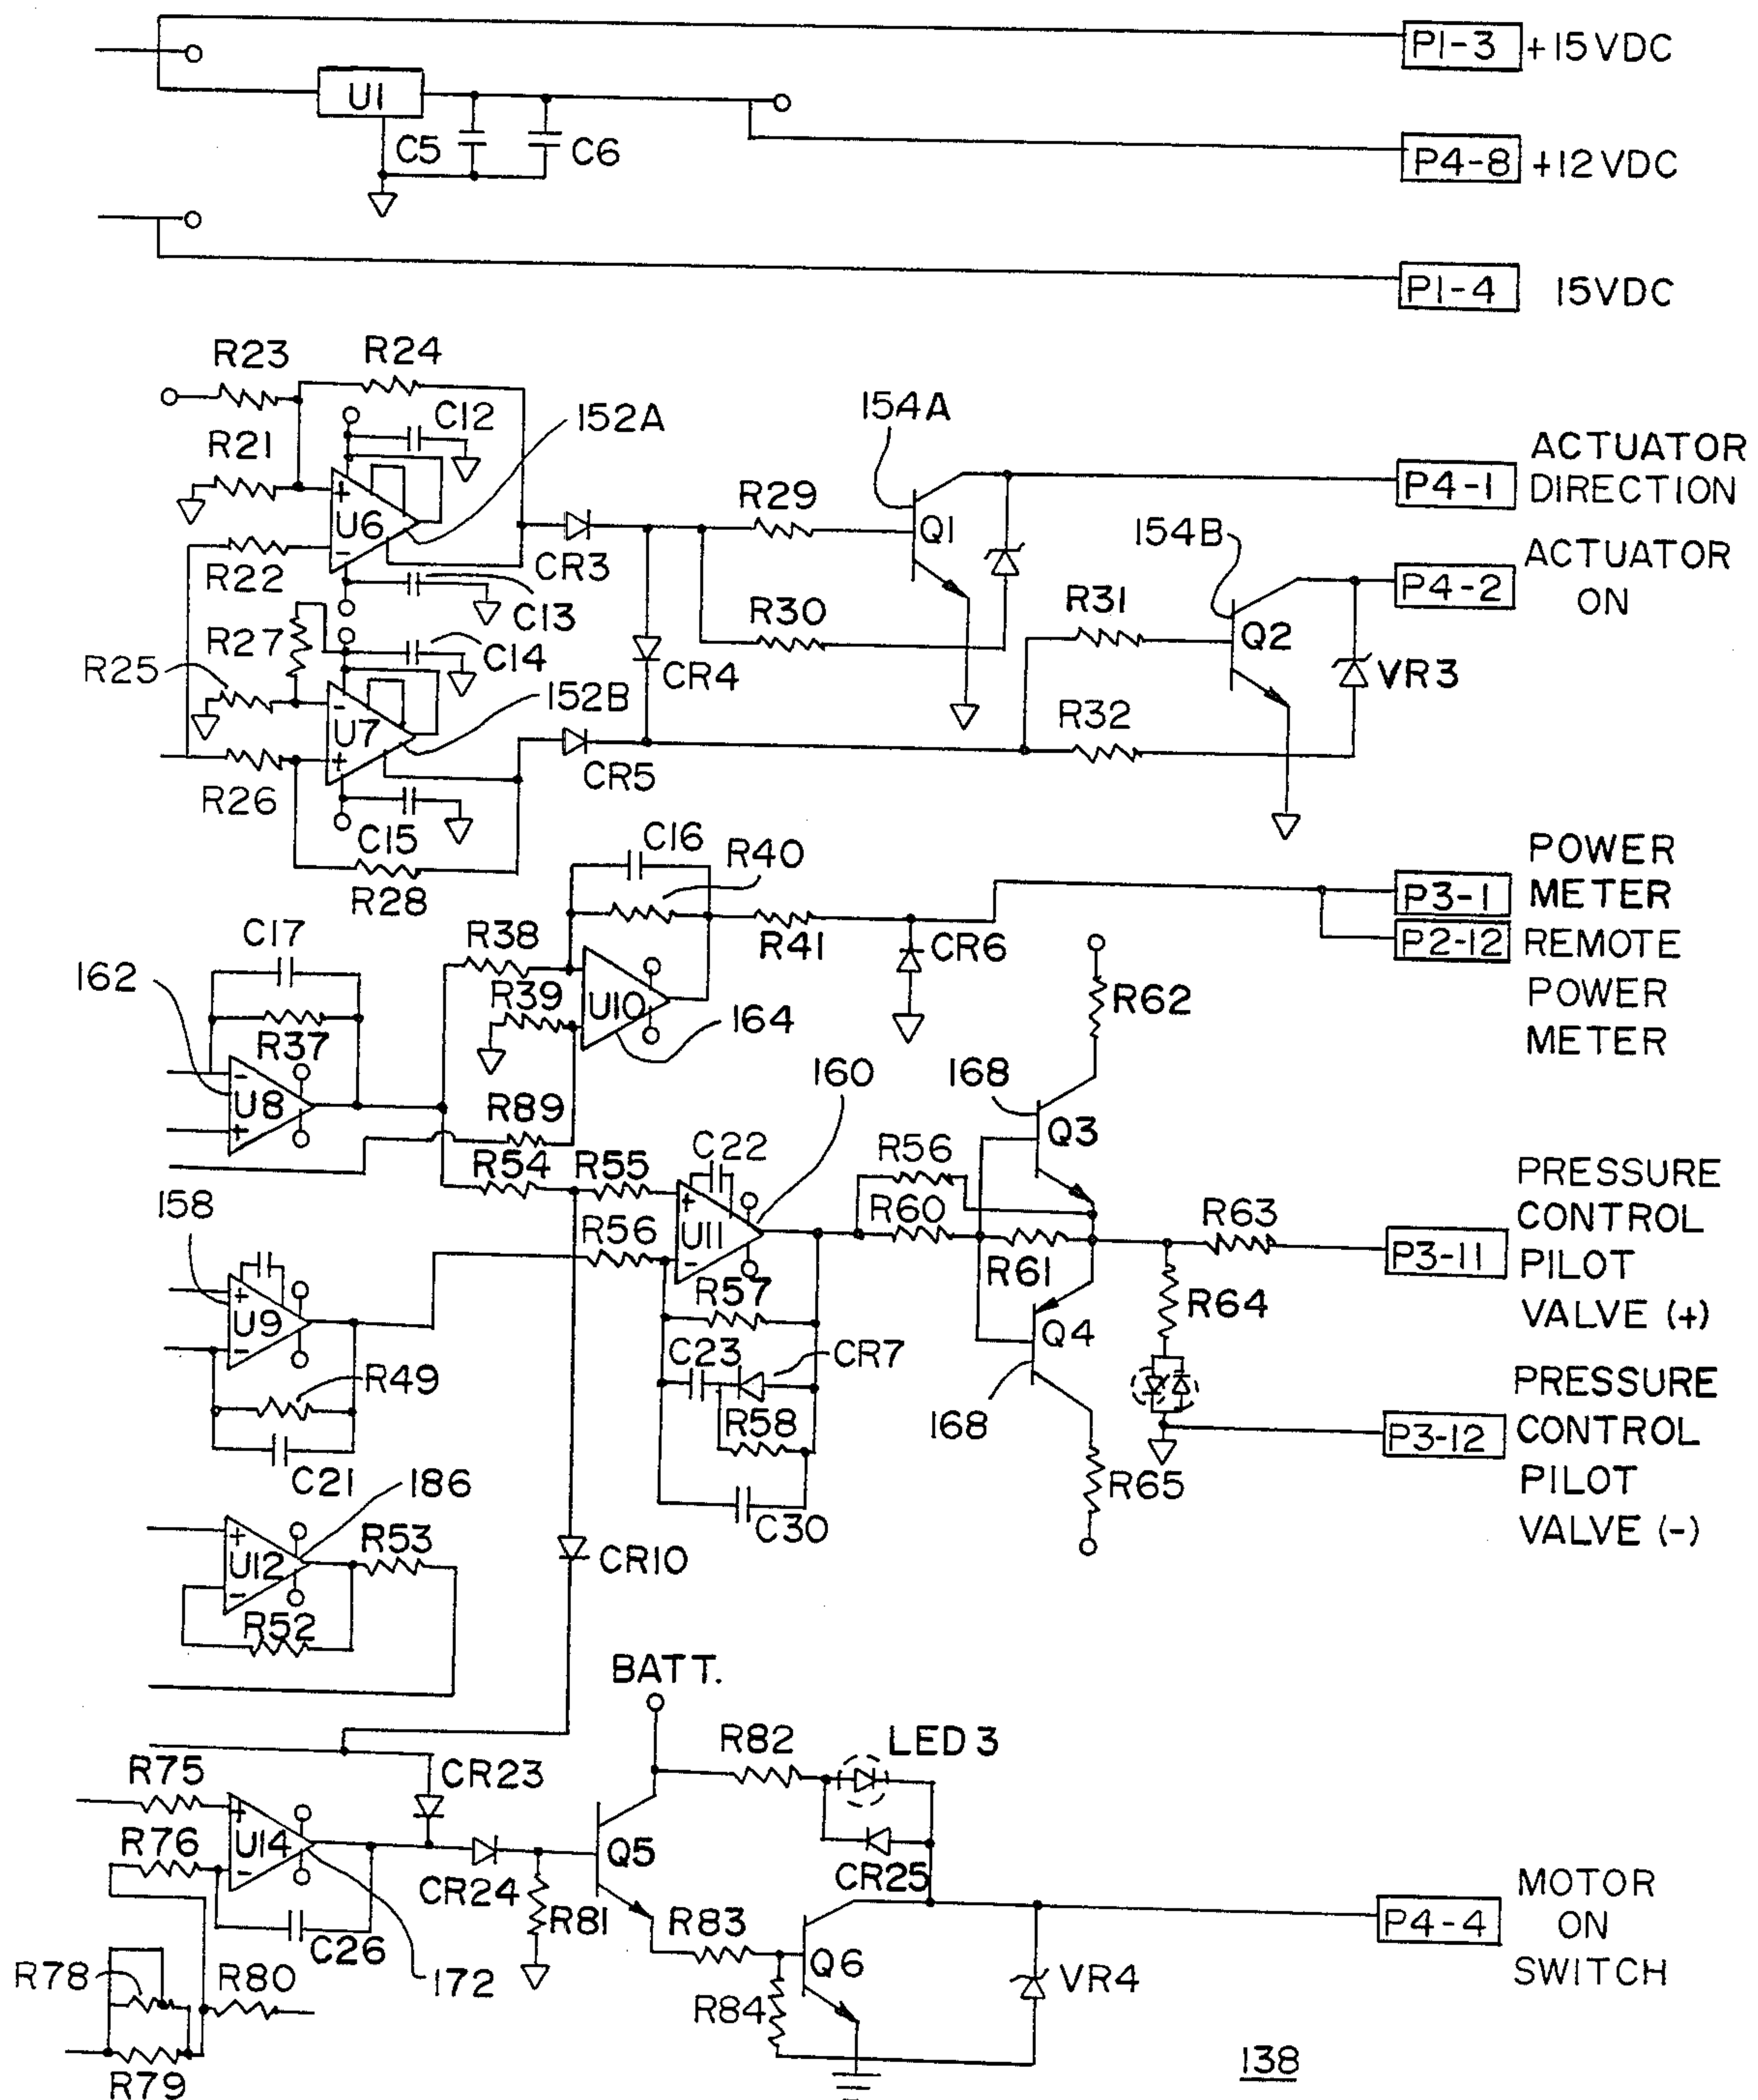 P1-3 +15VDC
U1
C5
C6
P4-8 +12VDC
P1-4 15VDC
R23
R24
C12
152A
154A
ACTUATOR
DIRECTION
P4-1
R21
+
U6
-
R29
Q1
154B
ACTUATOR
ON
P4-2
R22
CR3
C13
R30
R31
Q2
R27
C14
R25
CR4
VR3
152B
-
U7
+
R32
R26
CR5
C15
R28
C16
R40
POWER
METER
P3-1
P2-12 REMOTE
POWER
METER
C17
R38
R41
CR6
162
R39
U10
R62
R37
164
-
U8
+
160
168
R89
Q3
C22
R54
R55
R56
PRESSURE
CONTROL
PILOT
VALVE (+)
158
+
U11
-
R56
R60
R63
P3-11
R61
+
U9
-
R57
R64
Q4
C23
CR7
R49
R58
168
PRESSURE
CONTROL
PILOT
VALVE (-)
P3-12
C21
R65
186
C30
+
U12
-
R53
CR10
R52
BATT.
R82
LED 3
R75
CR23
+
U14
-
R76
Q5
CR25
CR24
R81
R83
MOTOR
ON
SWITCH
P4-4
C26
Q6
R78
R80
172
VR4
R84
R79
138